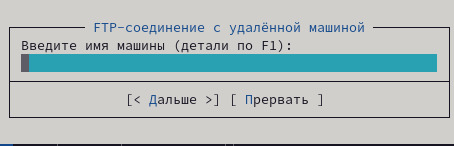 FTP-соединение с удалённой машиной
Введите имя машины (детали по F1):
[< Дальше >] [ Прервать ]